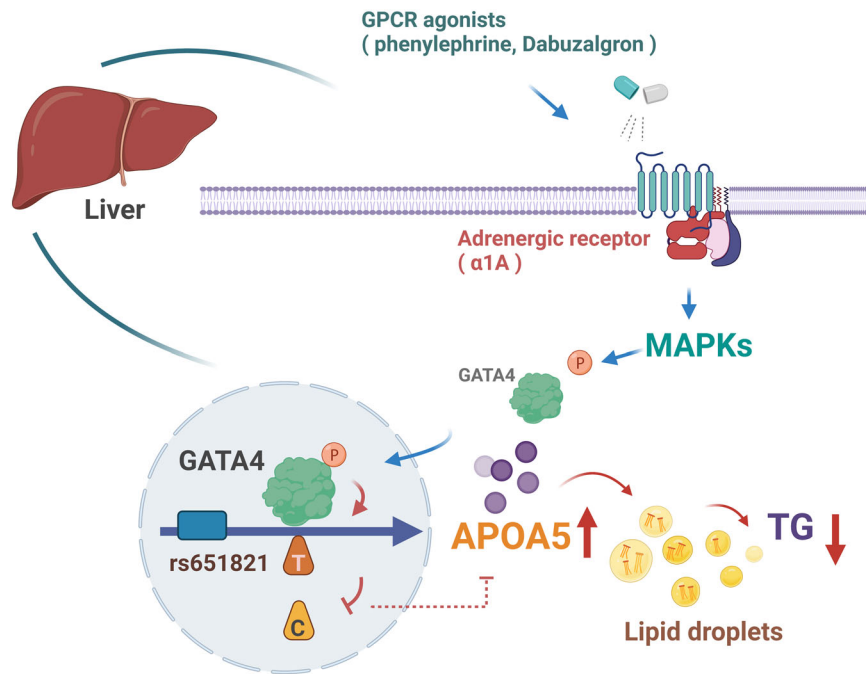 GPCR agonists
( phenylephrine, Dabuzalgron )
Liver
Adrenergic receptor
( α1A )
MAPKs
P
GATA4
GATA4
P
rs651821
T
C
APOA5
TG
Lipid droplets